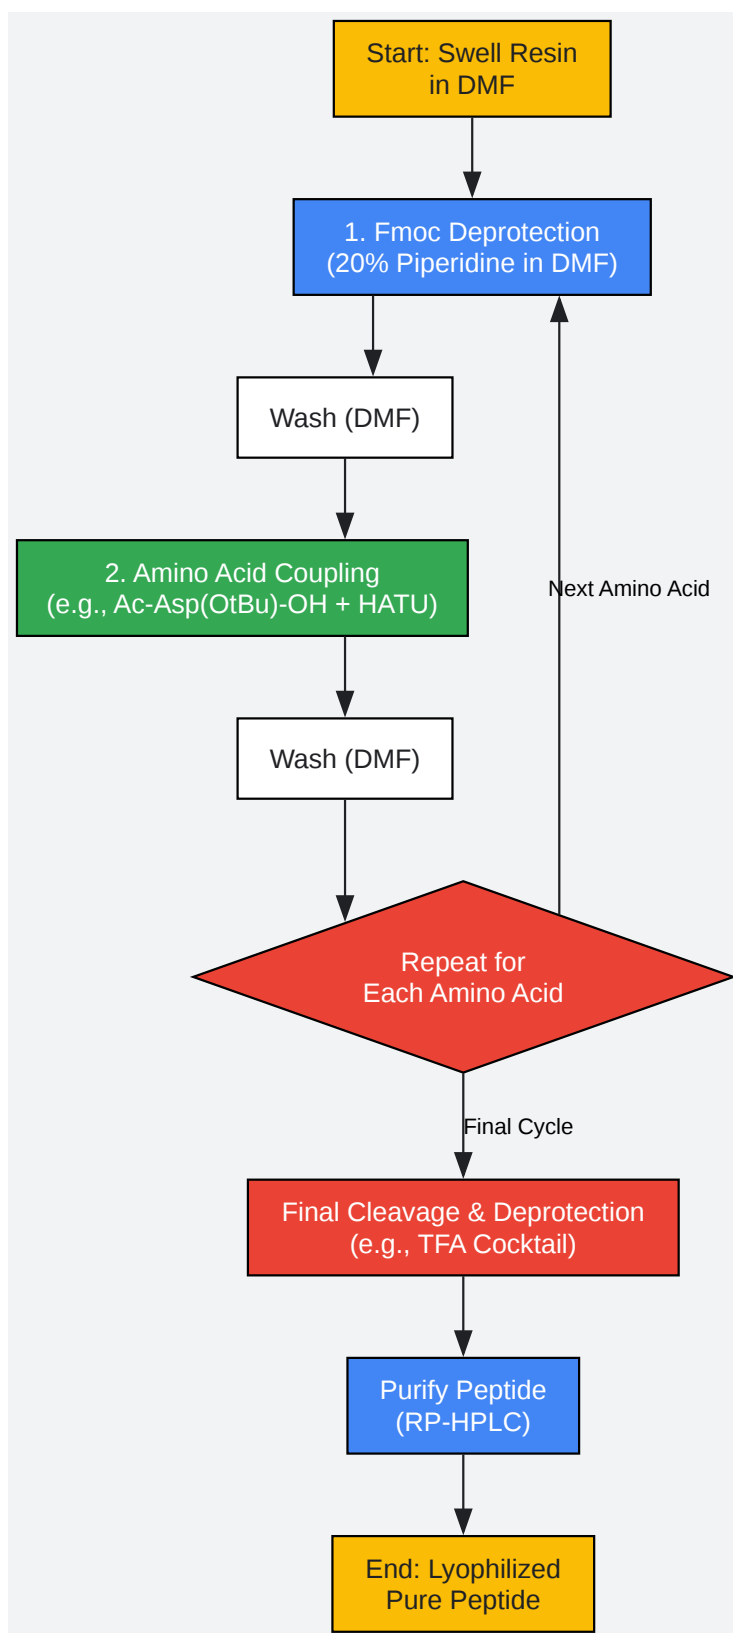 Start: Swell Resin
in DMF
1. Fmoc Deprotection
(20% Piperidine in DMF)
Wash (DMF)
2. Amino Acid Coupling
(e.g., Ac-Asp(OtBu)-OH + HATU)
Next Amino Acid
Wash (DMF)
Repeat for
Each Amino Acid
Final Cycle
Final Cleavage & Deprotection
(e.g., TFA Cocktail)
Purify Peptide
(RP-HPLC)
End: Lyophilized
Pure Peptide